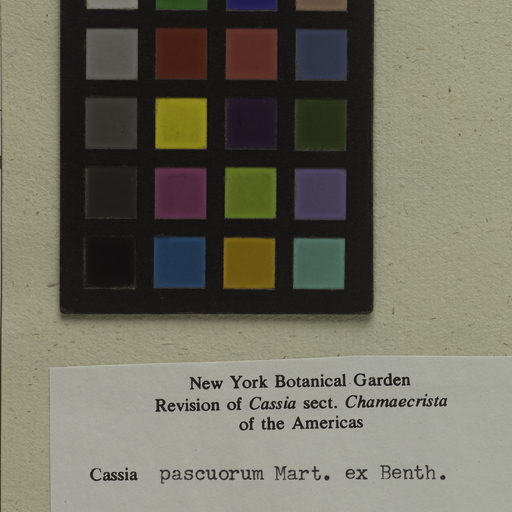 New York Botanical Garden
Revision of Cassia sect. Chamaecrista
of the Americas
Cassia pascuorum Mart. ex Benth.